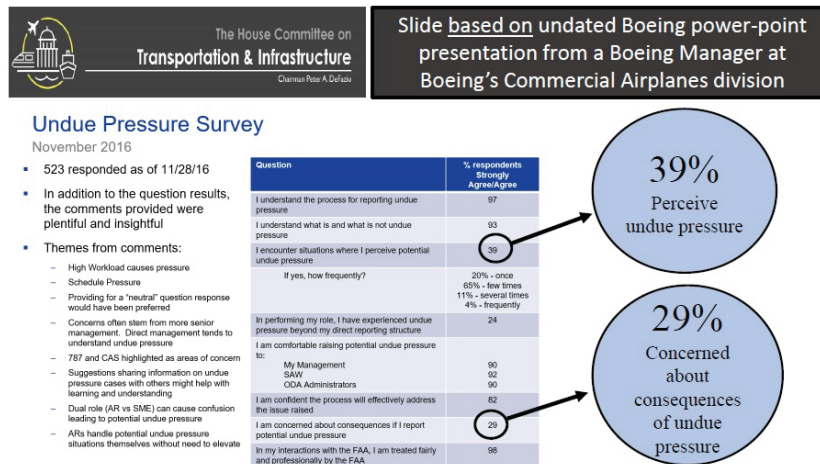 The House Committee on
Transportation & Infrastructure
Chairman Peter A. DeFazio
Slide based on undated Boeing power-point
presentation from a Boeing Manager at
Boeing's Commercial Airplanes division
Undue Pressure Survey
November 2016
▪ 523 responded as of 11/28/16
▪ In addition to the question results,
the comments provided were
plentiful and insightful
▪ Themes from comments:
– High Workload causes pressure
– Schedule Pressure
– Providing for a "neutral" question response
would have been preferred
– Concerns often stem from more senior
management. Direct management tends to
understand undue pressure
– 787 and CAS highlighted as areas of concern
– Suggestions sharing information on undue
pressure cases with others might help with
learning and understanding
– Dual role (AR vs SME) can cause confusion
leading to potential undue pressure
– ARs handle potential undue pressure
situations themselves without need to elevate
Question
% respondents
Strongly
Agree/Agree
I understand the process for reporting undue
pressure
97
I understand what is and what is not undue
pressure
93
I encounter situations where I perceive potential
undue pressure
39
If yes, how frequently?
20% - once
65% - few times
11% - several times
4% - frequently
In performing my role, I have experienced undue
pressure beyond my direct reporting structure
24
I am comfortable raising potential undue pressure
to:
My Management 90
SAW 92
ODA Administrators 90
I am confident the process will effectively address
the issue raised
82
I am concerned about consequences if I report
potential undue pressure
29
In my interactions with the FAA, I am treated fairly
and professionally by the FAA
98
39%
Perceive
undue pressure
29%
Concerned
about
consequences
of undue
pressure